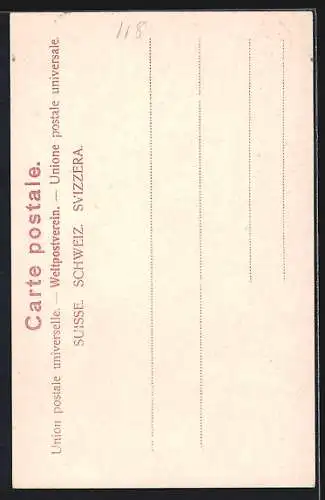 118
Carte postale.
Union postale universelle. — Weltpostverein. — Unione postale universale.
SUISSE. SCHWEIZ. SVIZZERA.